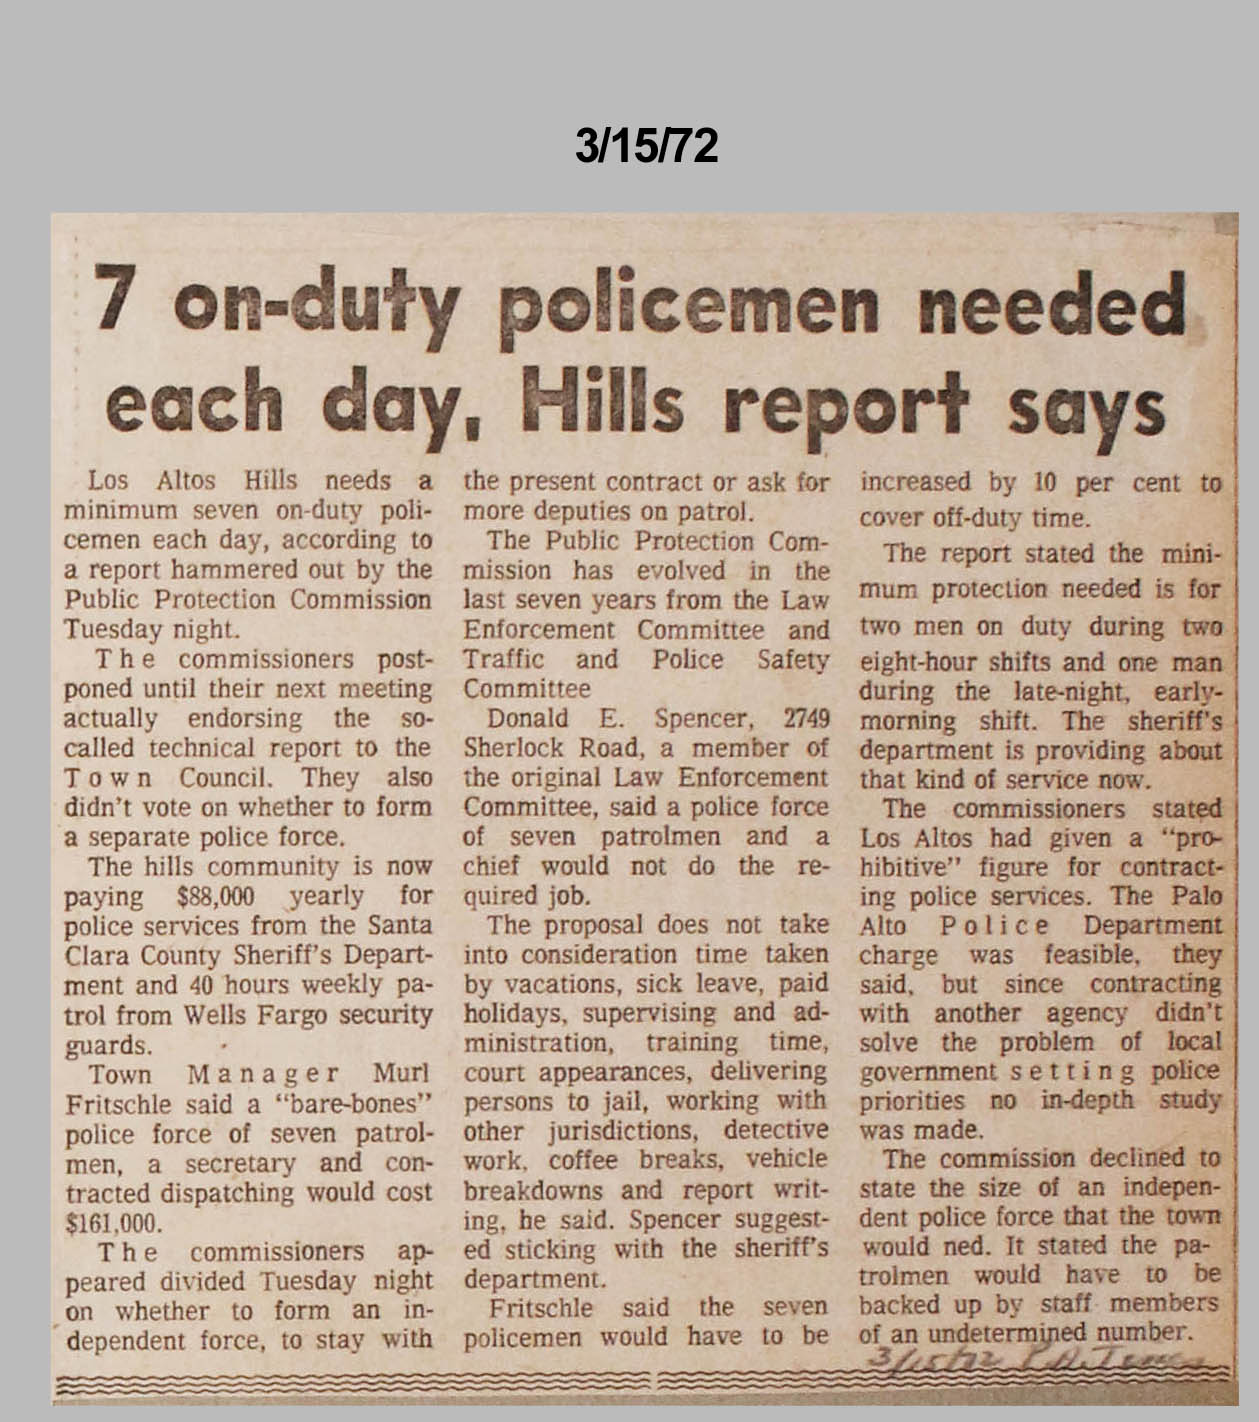 3/15/72
7 on-duty policemen needed
each day, Hills report says
Los Altos Hills needs a
minimum seven on-duty poli-
cemen each day, according to
a report hammered out by the
Public Protection Commission
Tuesday night.
The commissioners post-
poned until their next meeting
actually endorsing the so-
called technical report to the
Town Council. They also
didn't vote on whether to form
a separate police force.
The hills community is now
paying $88,000 yearly for
police services from the Santa
Clara County Sheriff's Depart-
ment and 40 hours weekly pa-
trol from Wells Fargo security
guards.
Town Manager Murl
Fritschle said a "bare-bones"
police force of seven patrol-
men, a secretary and con-
tracted dispatching would cost
$161,000.
The commissioners ap-
peared divided Tuesday night
on whether to form an in-
dependent force, to stay with
the present contract or ask for
more deputies on patrol.
The Public Protection Com-
mission has evolved in the
last seven years from the Law
Enforcement Committee and
Traffic and Police Safety
Committee
Donald E. Spencer, 2749
Sherlock Road, a member of
the original Law Enforcement
Committee, said a police force
of seven patrolmen and a
chief would not do the re-
quired job.
The proposal does not take
into consideration time taken
by vacations, sick leave, paid
holidays, supervising and ad-
ministration, training time,
court appearances, delivering
persons to jail, working with
other jurisdictions, detective
work, coffee breaks, vehicle
breakdowns and report writ-
ing, he said. Spencer suggest-
ed sticking with the sheriff's
department.
Fritschle said the seven
policemen would have to be
increased by 10 per cent to
cover off-duty time.
The report stated the mini-
mum protection needed is for
two men on duty during two
eight-hour shifts and one man
during the late-night, early-
morning shift. The sheriff's
department is providing about
that kind of service now.
The commissioners stated
Los Altos had given a "pro-
hibitive" figure for contract-
ing police services. The Palo
Alto Police Department
charge was feasible, they
said, but since contracting
with another agency didn't
solve the problem of local
government setting police
priorities no in-depth study
was made.
The commission declined to
state the size of an indepen-
dent police force that the town
would ned. It stated the pa-
trolmen would have to be
backed up by staff members
of an undetermined number.
3/15/72 P.A. Times